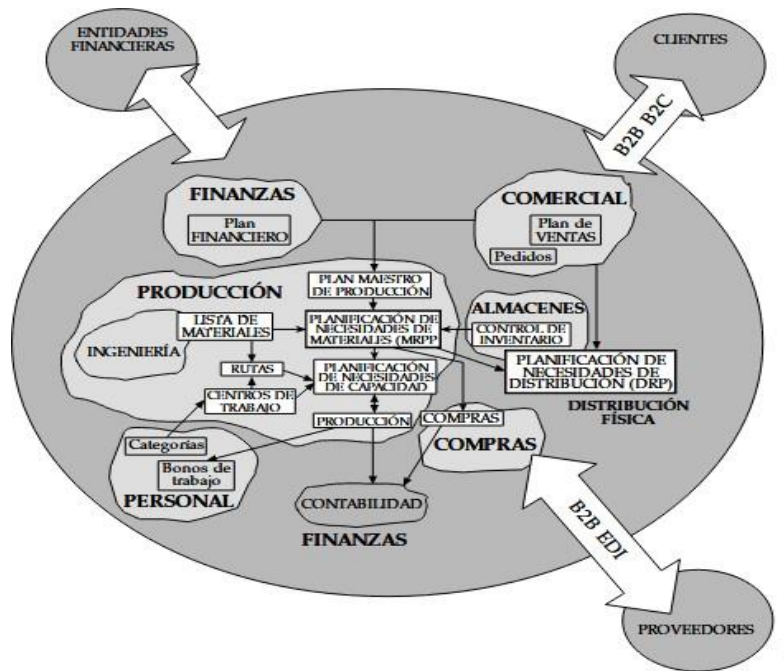 ENTIDADES
FINANCIERAS
CLIENTES
B2B B2C
FINANZAS
Plan
FINANCIERO
COMERCIAL
Plan de
VENTAS
Pedidos
PLAN MAESTRO
DE PRODUCCIÓN
PRODUCCIÓN
ALMACENES
LISTA DE
MATERIALES
PLANIFICACIÓN DE
NECESIDADES DE
MATERIALES (MRPP
CONTROL DE
INVENTARIO
INGENIERÍA
RUTAS
PLANIFICACIÓN
DE NECESIDADES
DE CAPACIDAD
PLANIFICACIÓN DE
NECESIDADES DE
DISTRIBUCIÓN (DRP)
CENTROS DE
TRABAJO
DISTRIBUCIÓN
FÍSICA
PRODUCCIÓN
COMPRAS
COMPRAS
Categorías
Bonos de
trabajo
PERSONAL
CONTABILIDAD
FINANZAS
B2B EDI
PROVEEDORES